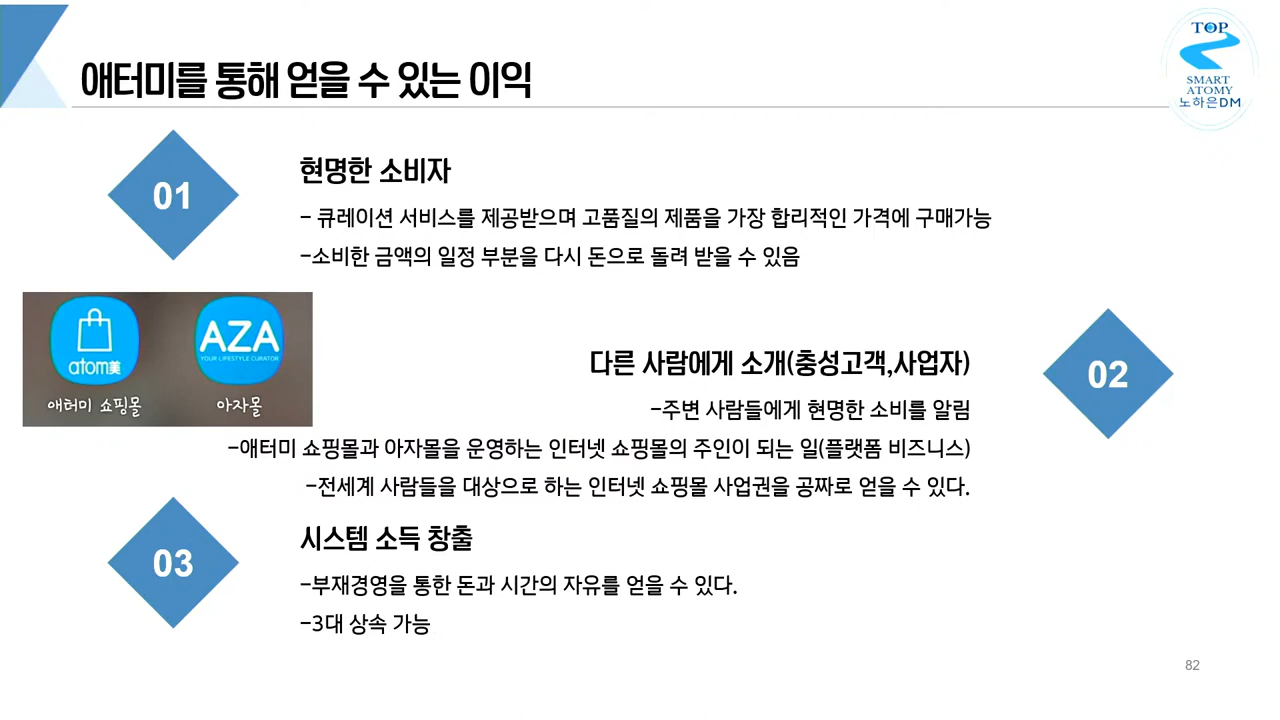 애터미를 통해 얻을 수 있는 이익
TOP
SMART
ATOMY
노하은DM
01
현명한 소비자
- 큐레이션 서비스를 제공받으며 고품질의 제품을 가장 합리적인 가격에 구매가능
-소비한 금액의 일정 부분을 다시 돈으로 돌려 받을 수 있음
atom美
애터미 쇼핑몰
AZA
YOUR LIFESTYLE CURATOR
아자몰
02
다른 사람에게 소개(충성고객,사업자)
-주변 사람들에게 현명한 소비를 알림
-애터미 쇼핑몰과 아자몰을 운영하는 인터넷 쇼핑몰의 주인이 되는 일(플랫폼 비즈니스)
-전세계 사람들을 대상으로 하는 인터넷 쇼핑몰 사업권을 공짜로 얻을 수 있다.
03
시스템 소득 창출
-부재경영을 통한 돈과 시간의 자유를 얻을 수 있다.
-3대 상속 가능
82